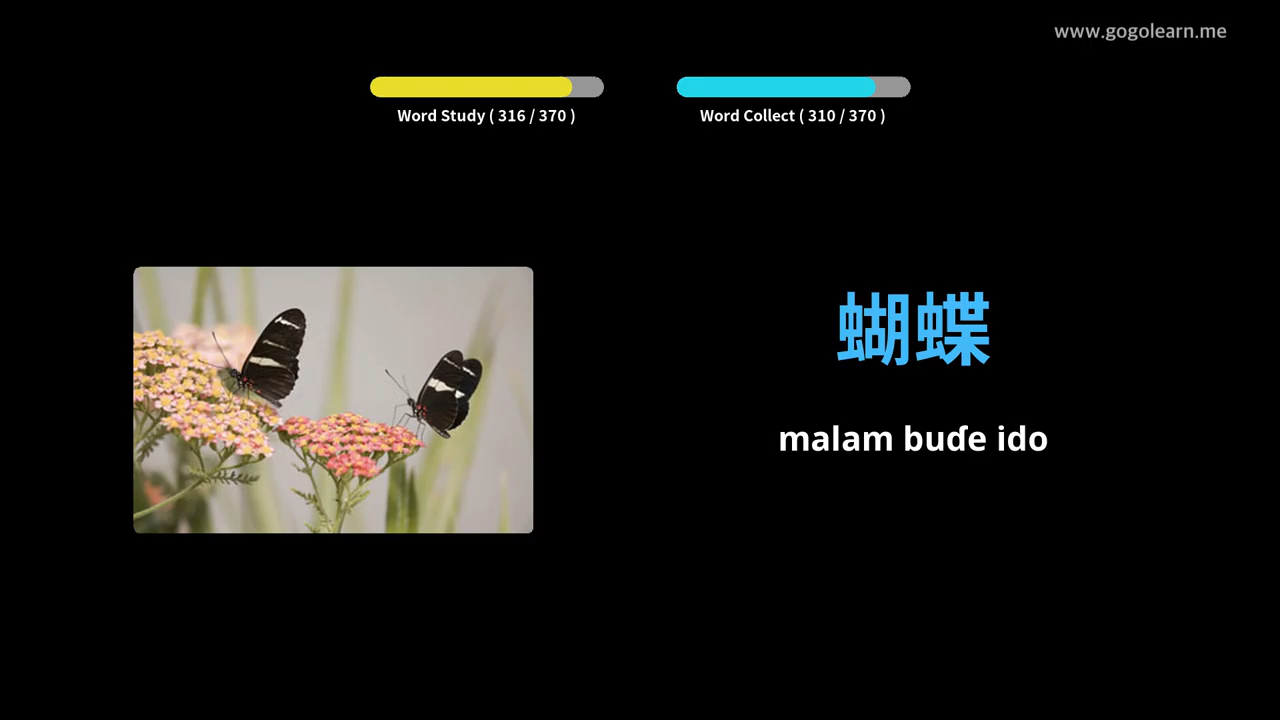 www.gogolearn.me
Word Study ( 316 / 370 )
Word Collect ( 310 / 370 )
蝴蝶
malam buɗe ido